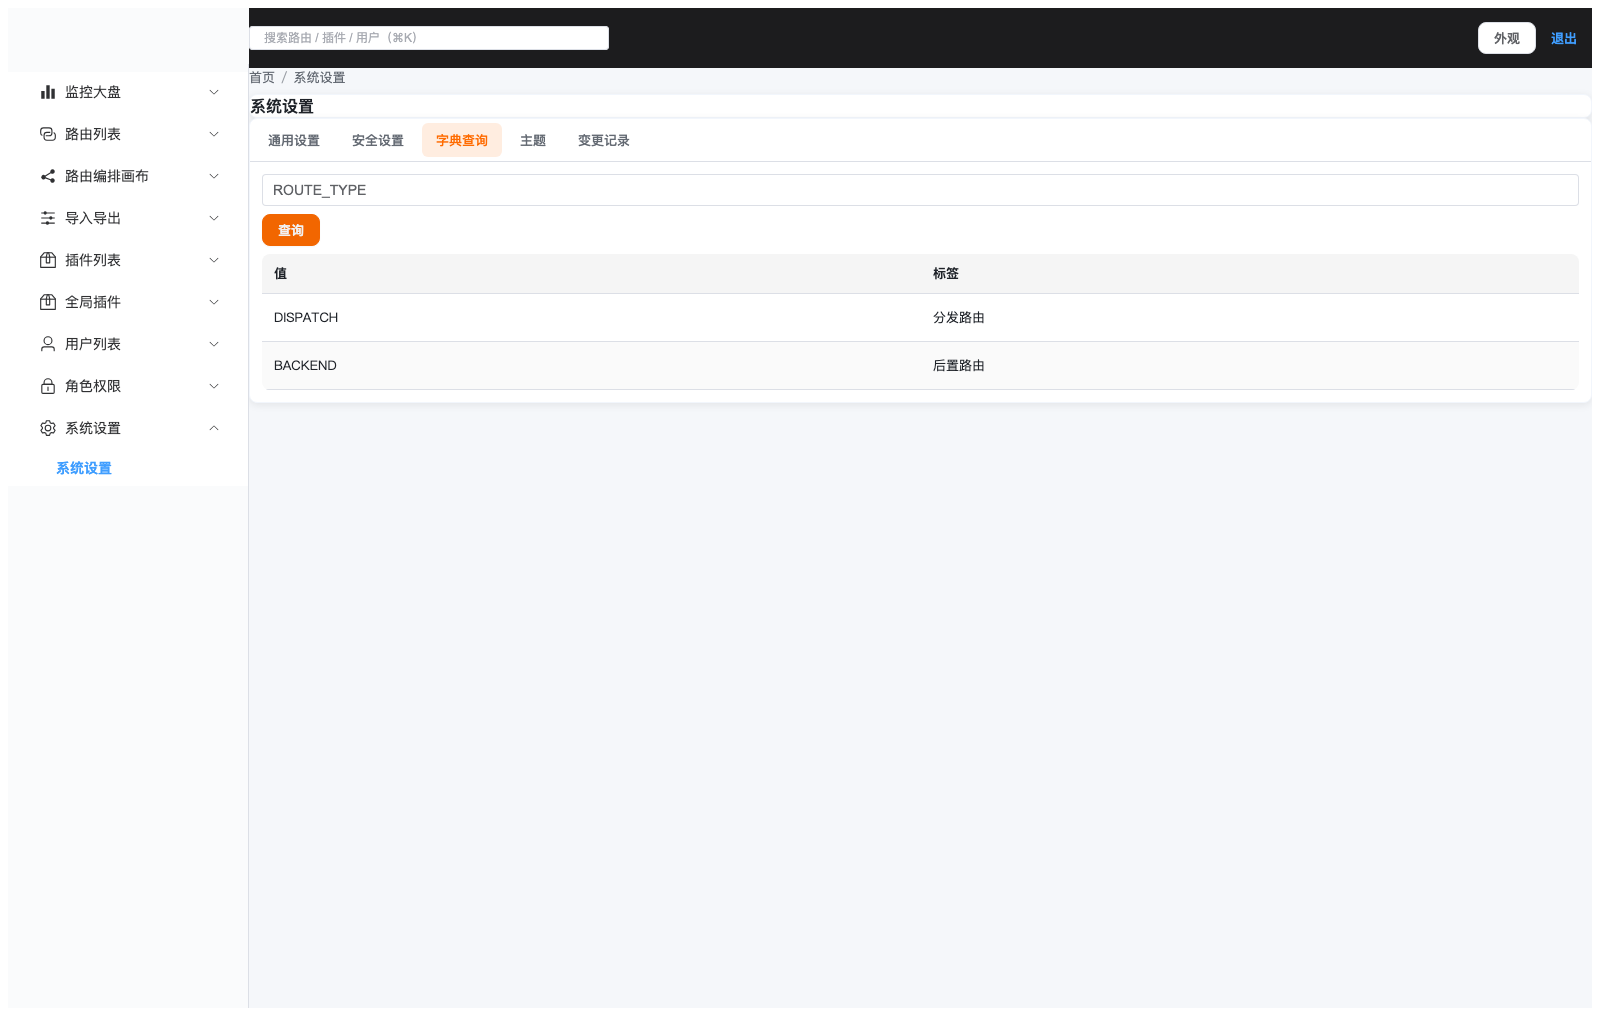 搜索路由 / 插件 / 用户（⌘K）
外观
退出
监控大盘
路由列表
路由编排画布
导入导出
插件列表
全局插件
用户列表
角色权限
系统设置
系统设置
首页 / 系统设置
系统设置
通用设置 安全设置 字典查询 主题 变更记录
ROUTE_TYPE
查询
值 标签
DISPATCH 分发路由
BACKEND 后置路由